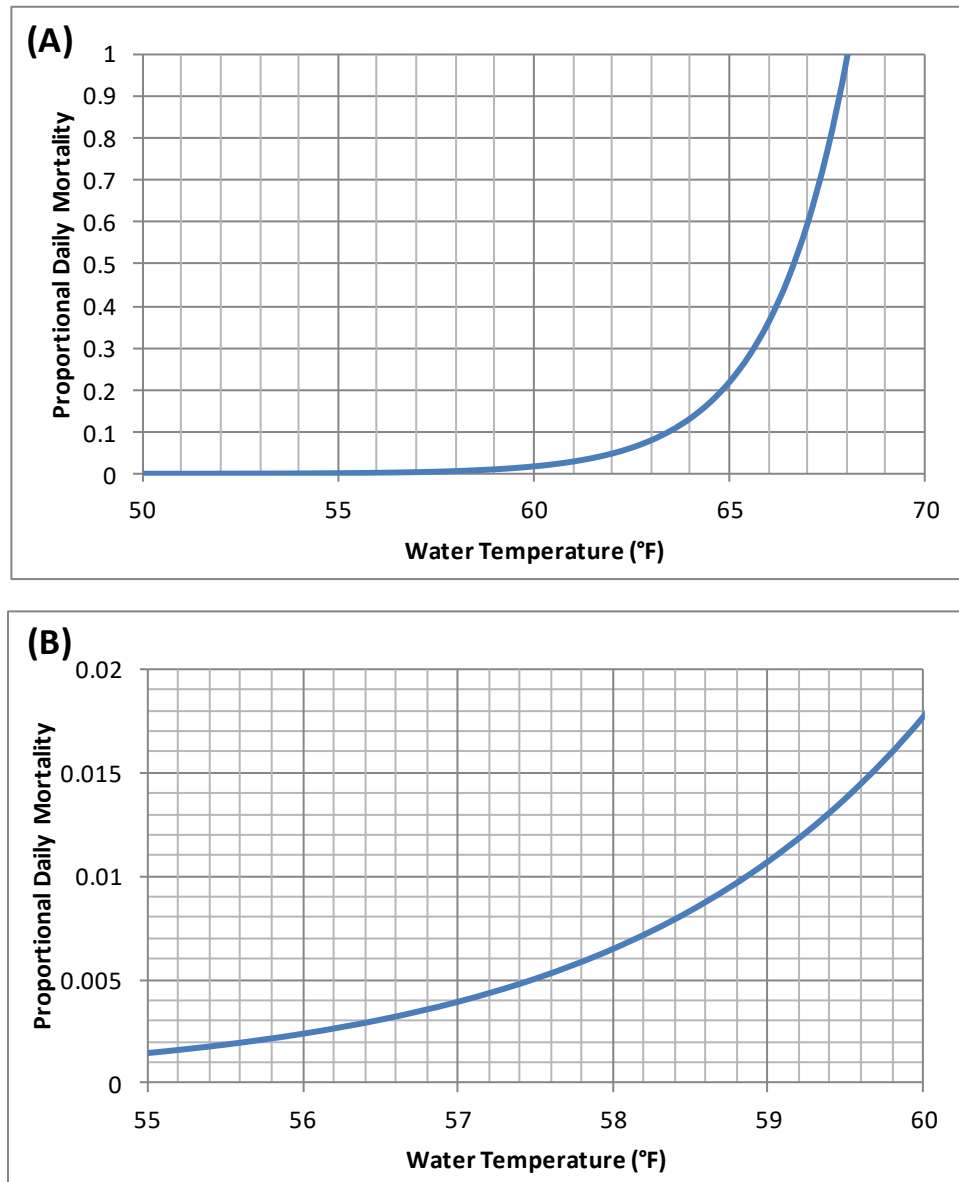 (A)
Proportional Daily Mortality
1
0.9
0.8
0.7
0.6
0.5
0.4
0.3
0.2
0.1
0
50 55 60 65 70
Water Temperature (°F)
(B)
Proportional Daily Mortality
0.02
0.015
0.01
0.005
0
55 56 57 58 59 60
Water Temperature (°F)